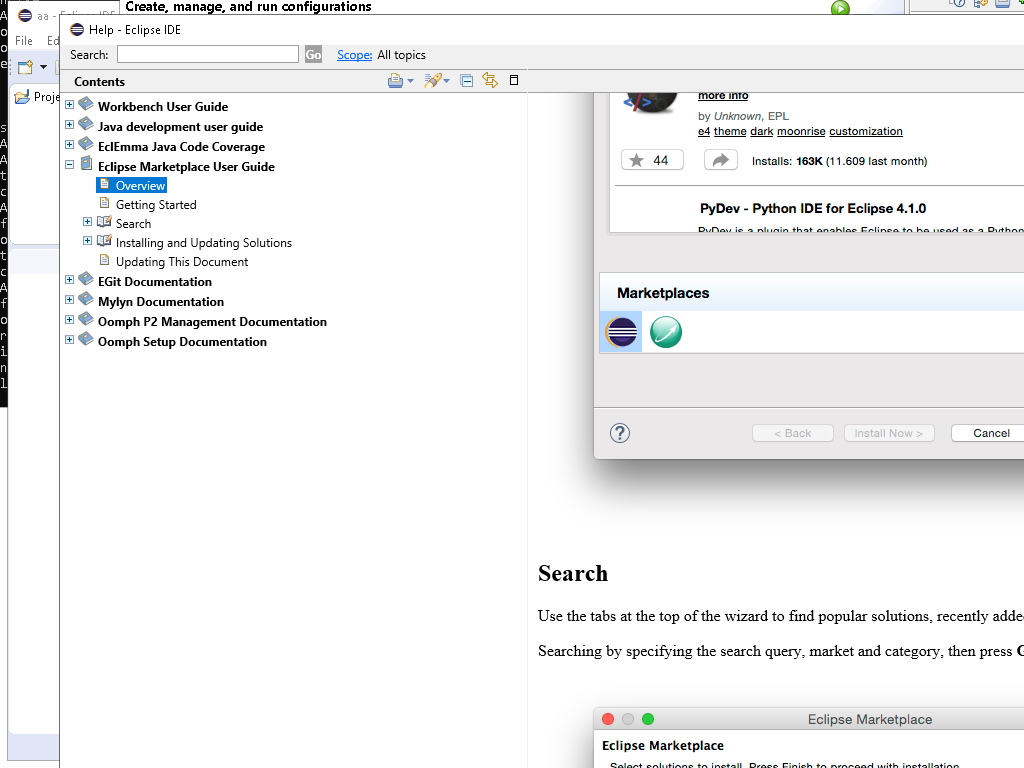 Create, manage, and run configurations
aa - Eclipse IDE
File Ed
Proje
Help - Eclipse IDE
Search:
Go
Scope: All topics
Contents
Workbench User Guide
Java development user guide
EclEmma Java Code Coverage
Eclipse Marketplace User Guide
Overview
Getting Started
Search
Installing and Updating Solutions
Updating This Document
EGit Documentation
Mylyn Documentation
Oomph P2 Management Documentation
Oomph Setup Documentation
more info
by Unknown, EPL
e4 theme dark moonrise customization
44
Installs: 163K (11.609 last month)
PyDev - Python IDE for Eclipse 4.1.0
PyDev is a plugin that enables Eclipse to be used as a Python
Marketplaces
?
< Back
Install Now >
Cancel
Search
Use the tabs at the top of the wizard to find popular solutions, recently adde
Searching by specifying the search query, market and category, then press G
Eclipse Marketplace
Eclipse Marketplace
Select solutions to install. Press Finish to proceed with installation.